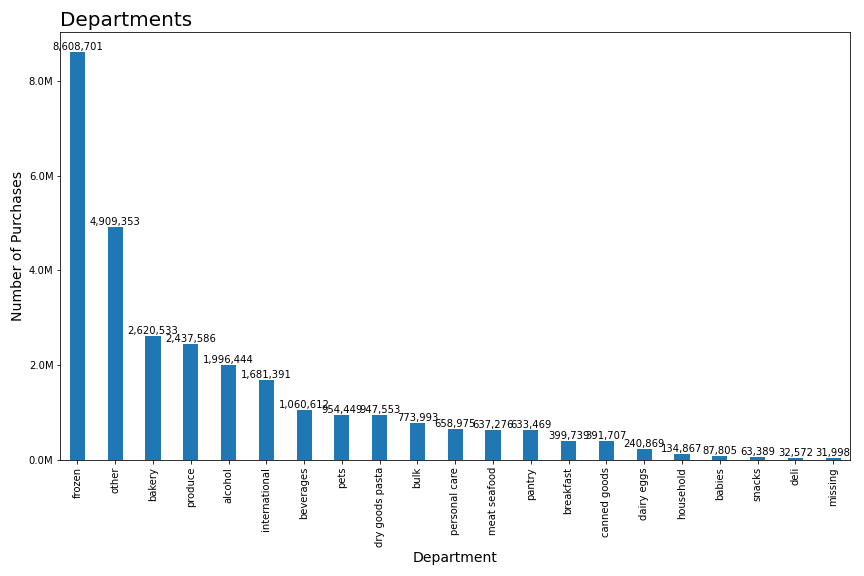 Departments
Number of Purchases
8.0M
6.0M
4.0M
2.0M
0.0M
8,608,701
4,909,353
2,620,533
2,437,586
1,996,444
1,681,391
1,060,612
954,449
947,553
773,993
658,975
637,276
633,469
399,739
391,707
240,869
134,867
87,805
63,389
32,572
31,998
frozen
other
bakery
produce
alcohol
international
beverages
pets
dry goods pasta
bulk
personal care
meat seafood
pantry
breakfast
canned goods
dairy eggs
household
babies
snacks
deli
missing
Department